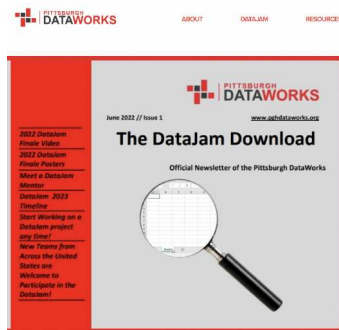 PITTSBURGH
DATAWORKS
ABOUT
DATAJAM
RESOURCES
PITTSBURGH
DATAWORKS
June 2022 // Issue 1
www.pghdataworks.org
The DataJam Download
Official Newsletter of the Pittsburgh DataWorks
2022 DataJam
Finale Video
2022 DataJam
Finale Posters
Meet a DataJam
Mentor
DataJam 2023
Timeline
Start Working on a
DataJam project
any time!
New Teams from
Across the United
States are
Welcome to
Participate in the
DataJam!